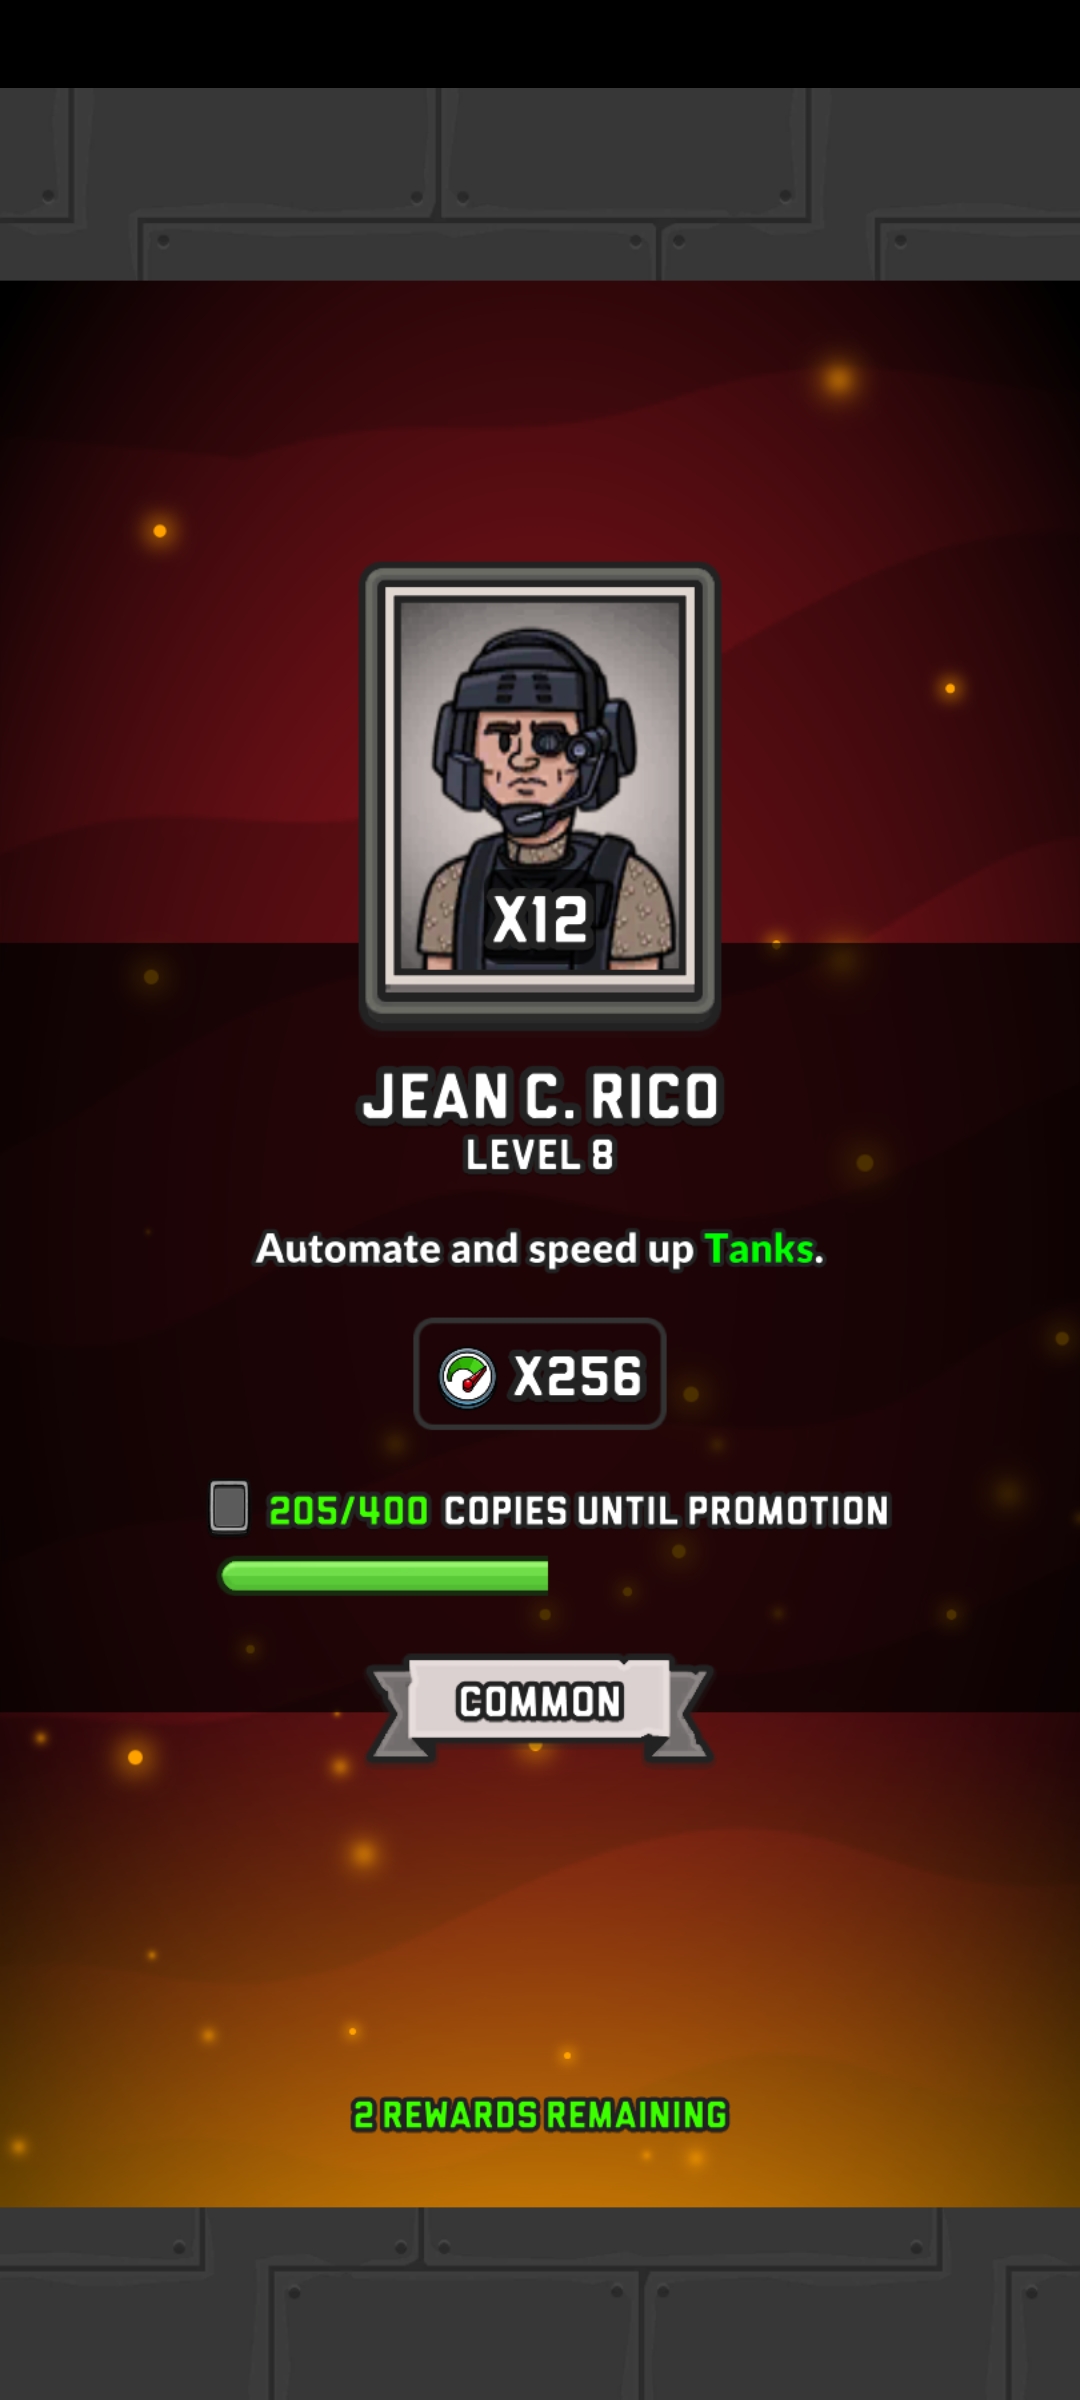 X12
JEAN C. RICO
LEVEL 8
Automate and speed up Tanks.
X256
205/400 COPIES UNTIL PROMOTION
COMMON
2 REWARDS REMAINING